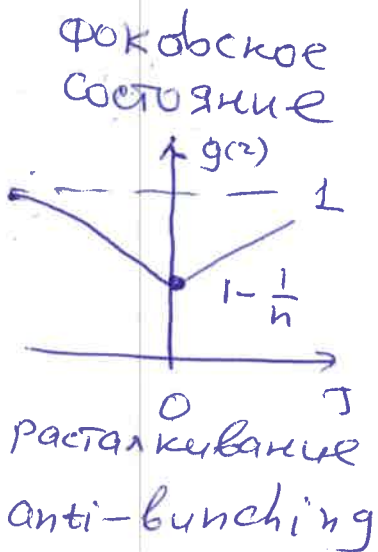 Фоковское
состояние
g(2)
1
1 - 1/n
0
τ
расталкивание
anti-bunching